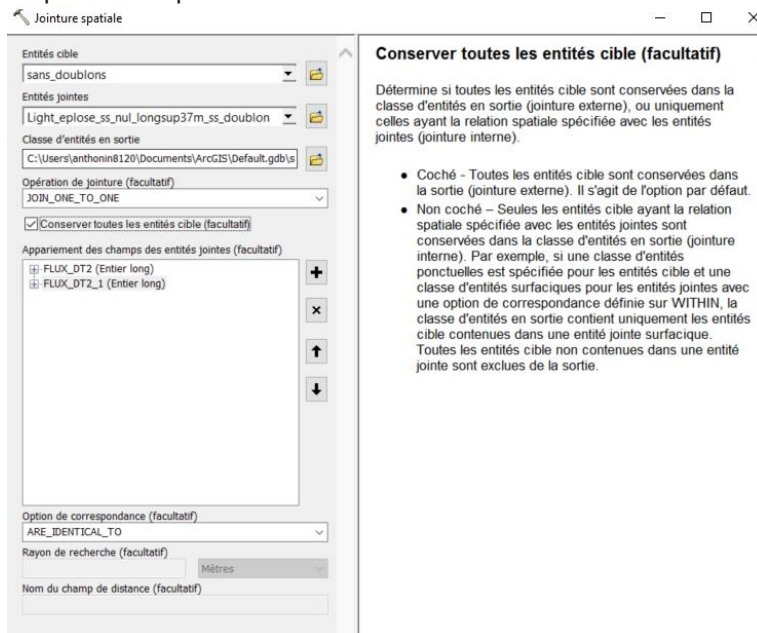 Jointure spatiale
Entités cible
sans_doublons
Entités jointes
Light_eplose_ss_nul_longsup37m_ss_doublon
Classe d'entités en sortie
C:\Users\anthonin8120\Documents\ArcGIS\Default.gdb\s
Opération de jointure (facultatif)
JOIN_ONE_TO_ONE
Conserver toutes les entités cible (facultatif)
Appariement des champs des entités jointes (facultatif)
FLUX_DT2 (Entier long)
FLUX_DT2_1 (Entier long)
Option de correspondance (facultatif)
ARE_IDENTICAL_TO
Rayon de recherche (facultatif)
Mètres
Nom du champ de distance (facultatif)
Conserver toutes les entités cible (facultatif)
Détermine si toutes les entités cible sont conservées dans la
classe d'entités en sortie (jointure externe), ou uniquement
celles ayant la relation spatiale spécifiée avec les entités
jointes (jointure interne).
● Coché - Toutes les entités cible sont conservées dans
la sortie (jointure externe). Il s'agit de l'option par défaut.
● Non coché – Seules les entités cible ayant la relation
spatiale spécifiée avec les entités jointes sont
conservées dans la classe d'entités en sortie (jointure
interne). Par exemple, si une classe d'entités
ponctuelles est spécifiée pour les entités cible et une
classe d'entités surfaciques pour les entités jointes avec
une option de correspondance définie sur WITHIN, la
classe d'entités en sortie contient uniquement les entités
cible contenues dans une entité jointe surfacique.
Toutes les entités cible non contenues dans une entité
jointe sont exclues de la sortie.